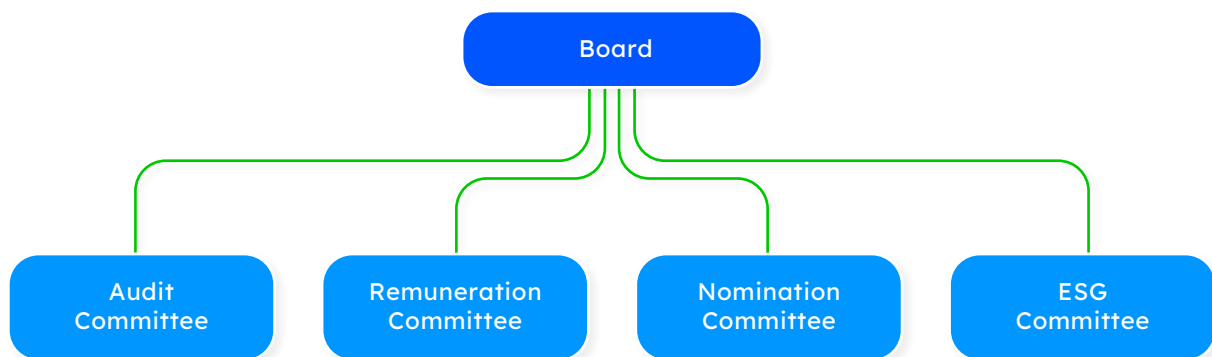 Board
Audit
Committee
Remuneration
Committee
Nomination
Committee
ESG
Committee